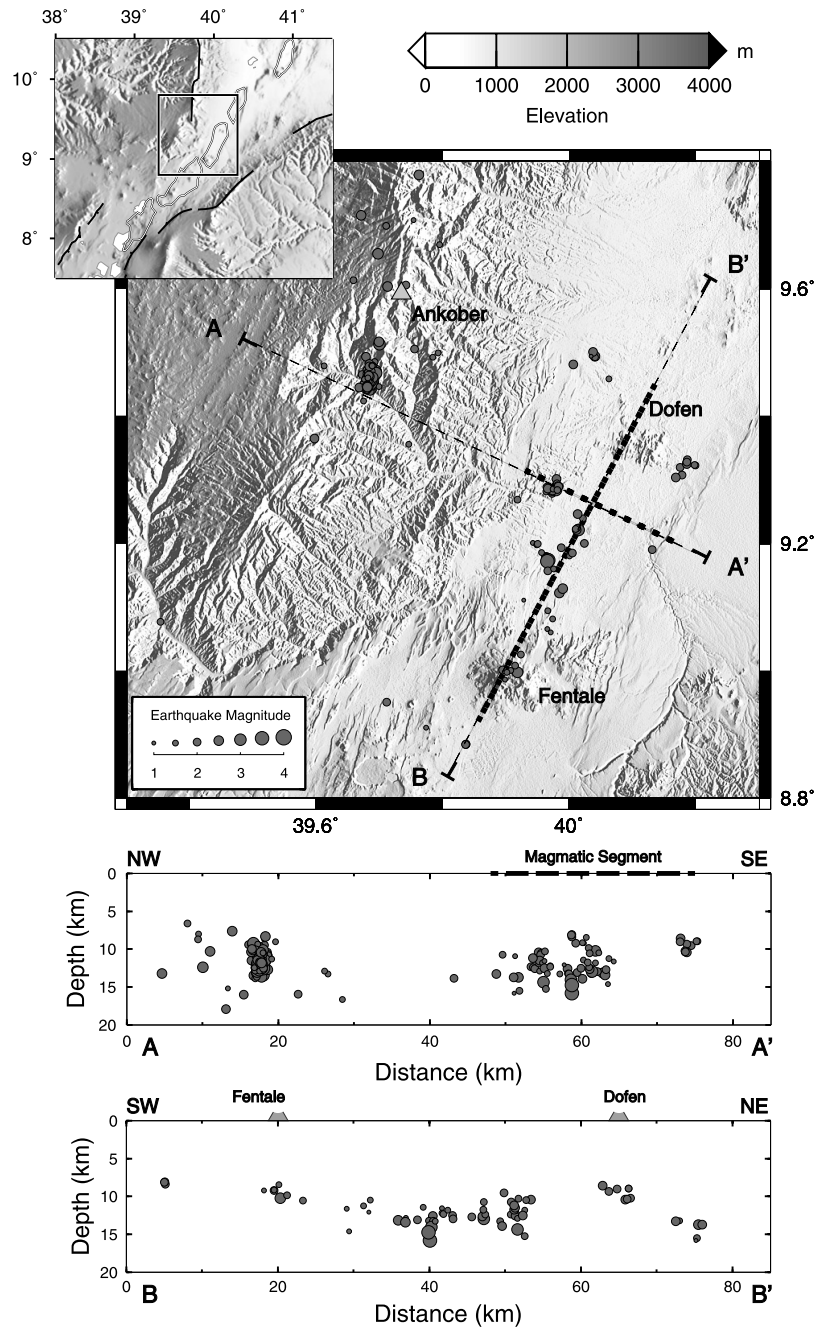 38° 39° 40° 41°
10°
9°
8°
m
0 1000 2000 3000 4000
Elevation
B'
9.6°
Ankober
A
Dofen
9.2°
A'
Fentale
Earthquake Magnitude
1 2 3 4
B
8.8°
39.6° 40°
NW Magmatic Segment SE
0
5
10
15
20
Depth (km)
0 20 40 60 80
A A'
Distance (km)
SW Fentale Dofen NE
0
5
10
15
20
Depth (km)
0 20 40 60 80
B B'
Distance (km)